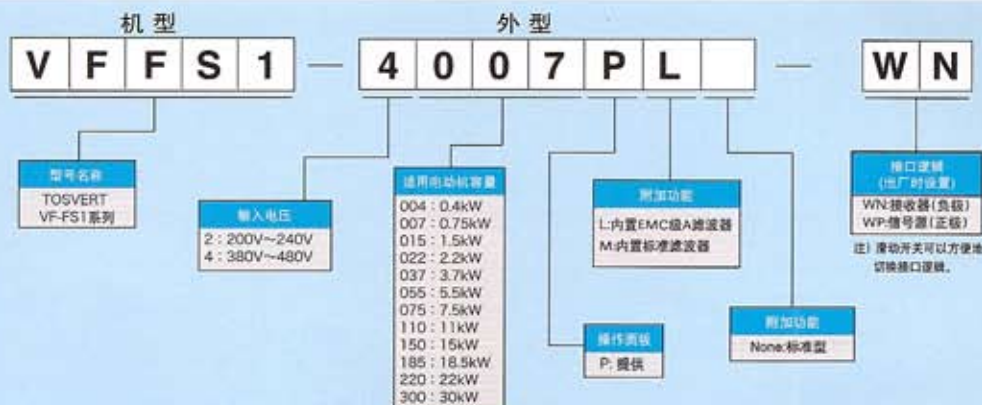 机型 外型
VFFS1 — 4007PL — WN
型号名称
TOSVERT
VF-FS1系列
输入电压
2：200V～240V
4：380V～480V
适用电动机容量
004：0.4kW
007：0.75kW
015：1.5kW
022：2.2kW
037：3.7kW
055：5.5kW
075：7.5kW
110：11kW
150：15kW
185：18.5kW
220：22kW
300：30kW
操作面板
P: 提供
附加功能
L:内置EMC级A滤波器
M:内置标准滤波器
附加功能
None:标准型
接口逻辑
(出厂时设置)
WN:接收器(负极)
WP:信号源(正极)
注) 滑动开关可以方便地
切换接口逻辑。